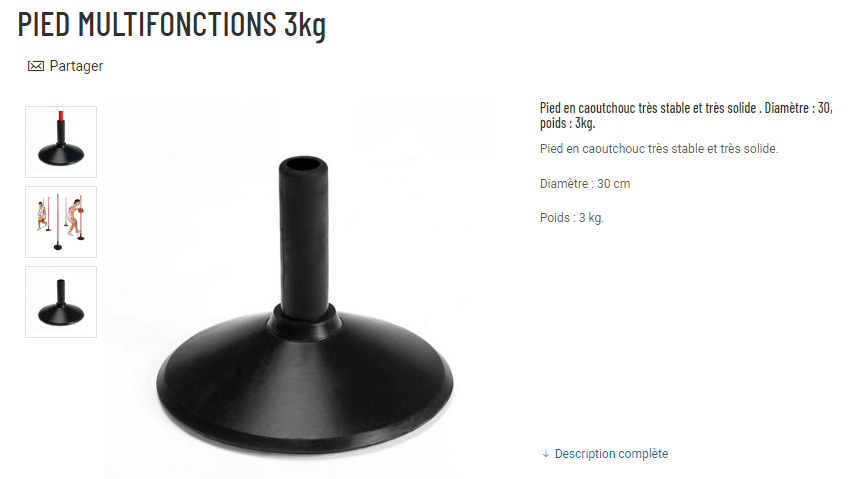 PIED MULTIFONCTIONS 3kg
Partager
Pied en caoutchouc très stable et très solide . Diamètre : 30,
poids : 3kg.
Pied en caoutchouc très stable et très solide.
Diamètre : 30 cm
Poids : 3 kg.
Description complète